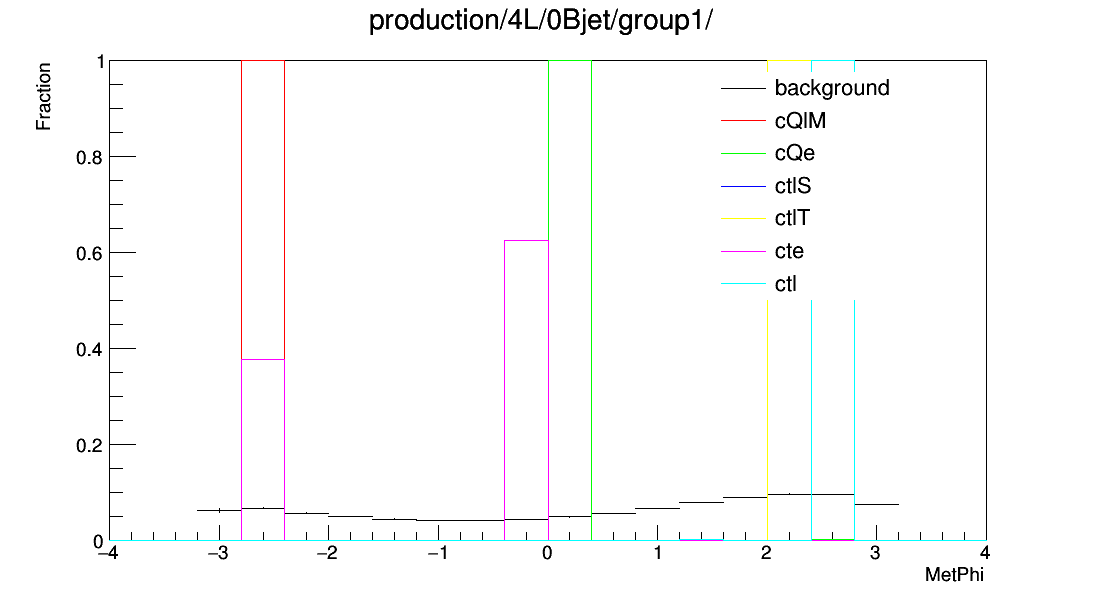 production/4L/0Bjet/group1/
Fraction
1
0.8
0.6
0.4
0.2
0
background
cQlM
cQe
ctlS
ctlT
cte
ctl
−4 −3 −2 −1 0 1 2 3 4
MetPhi